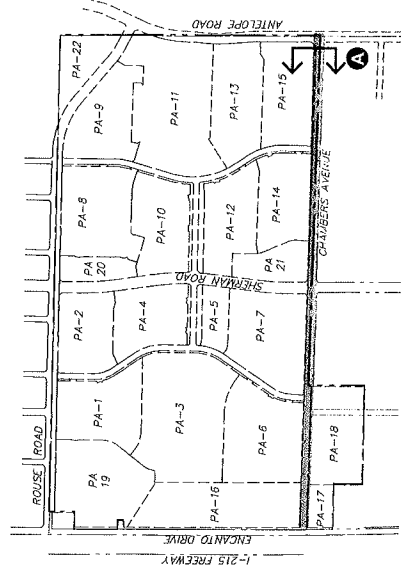 ANTELOPE ROAD
PA-22
PA-9
PA-11
PA-13
PA-15
A
PA-8
PA-10
PA-12
PA-14
PA
20
PA
21
SHERMAN ROAD
CHAMBERS AVENUE
PA-2
PA-4
PA-5
PA-7
ROUSE ROAD
PA-1
PA-3
PA-6
PA-18
PA
19
PA-16
PA-17
ENCANTO DRIVE
I-215 FREEWAY